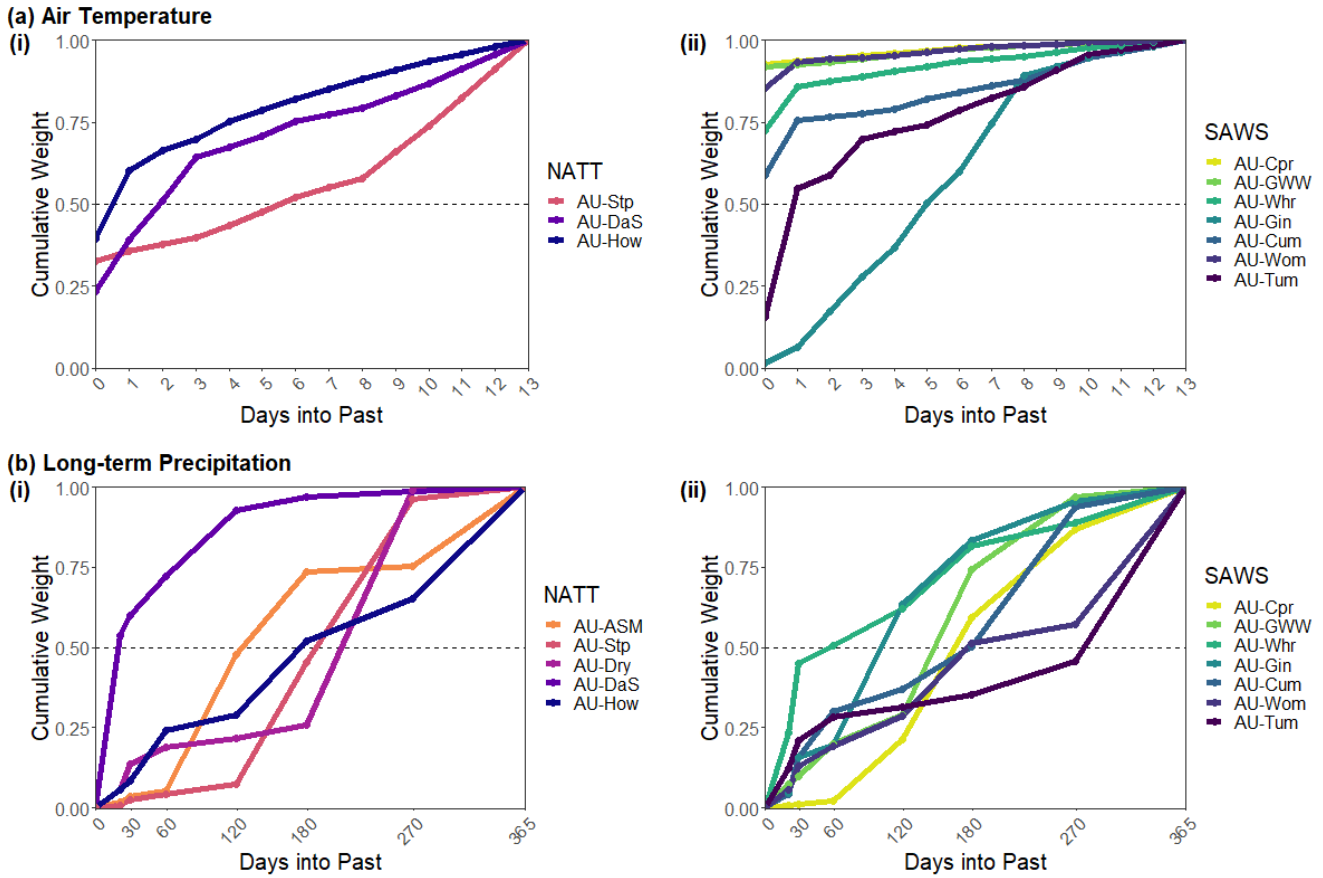 (a) Air Temperature
(i)
1.00
0.75
0.50
0.25
0.00
Cumulative Weight
0 1 2 3 4 5 6 7 8 9 10 11 12 13
Days into Past
NATT
AU-Stp
AU-DaS
AU-How
(ii)
1.00
0.75
0.50
0.25
0.00
Cumulative Weight
0 1 2 3 4 5 6 7 8 9 10 11 12 13
Days into Past
SAWS
AU-Cpr
AU-GWW
AU-Whr
AU-Gin
AU-Cum
AU-Wom
AU-Tum
(b) Long-term Precipitation
(i)
1.00
0.75
0.50
0.25
0.00
Cumulative Weight
0 30 60 120 180 270 365
Days into Past
NATT
AU-ASM
AU-Stp
AU-Dry
AU-DaS
AU-How
(ii)
1.00
0.75
0.50
0.25
0.00
Cumulative Weight
0 30 60 120 180 270 365
Days into Past
SAWS
AU-Cpr
AU-GWW
AU-Whr
AU-Gin
AU-Cum
AU-Wom
AU-Tum